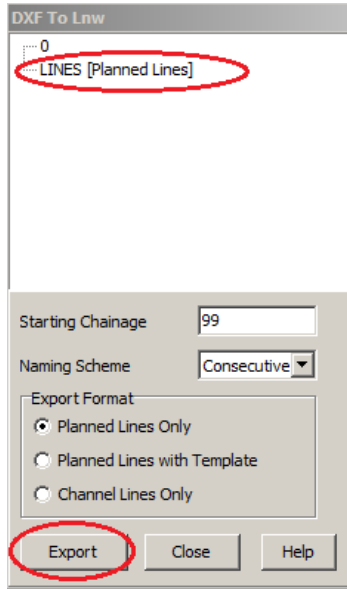 DXF To Lnw
0
LINES [Planned Lines]
Starting Chainage 99
Naming Scheme Consecutive
Export Format
Planned Lines Only
Planned Lines with Template
Channel Lines Only
Export Close Help